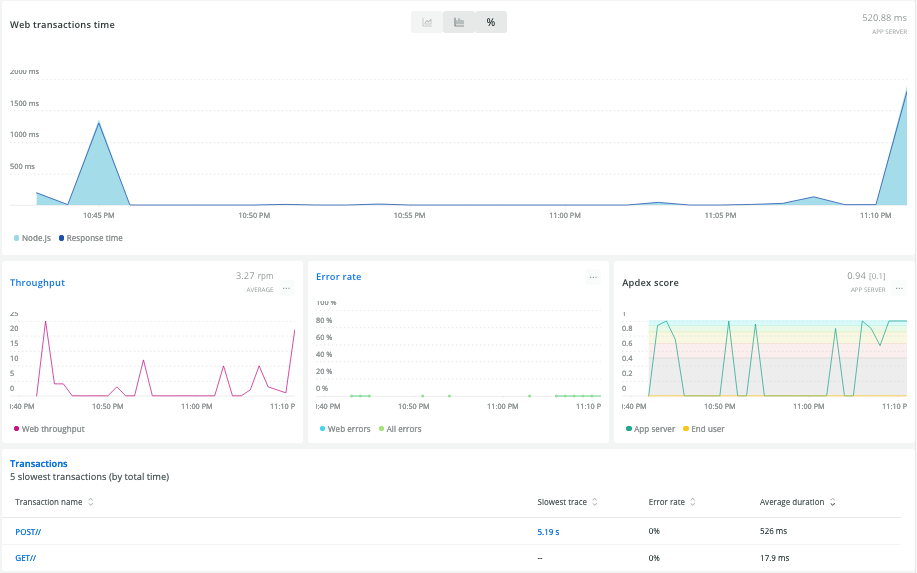 Web transactions time
%
520.88 ms
APP SERVER
2000 ms
1500 ms
1000 ms
500 ms
10:45 PM 10:50 PM 10:55 PM 11:00 PM 11:05 PM 11:10 PM
Node.js Response time
Throughput
3.27 rpm
AVERAGE
...
25
20
15
10
5
0
:40 PM 10:50 PM 11:00 PM 11:10 P
Web throughput
Error rate
...
100 %
80 %
60 %
40 %
20 %
0 %
:40 PM 10:50 PM 11:00 PM 11:10 P
Web errors All errors
Apdex score
0.94 [0.1]
APP SERVER
...
1
0.8
0.6
0.4
0.2
0
:40 PM 10:50 PM 11:00 PM 11:10 P
App server End user
Transactions
5 slowest transactions (by total time)
Transaction name Slowest trace Error rate Average duration
POST// 5.19 s 0% 526 ms
GET// -- 0% 17.9 ms